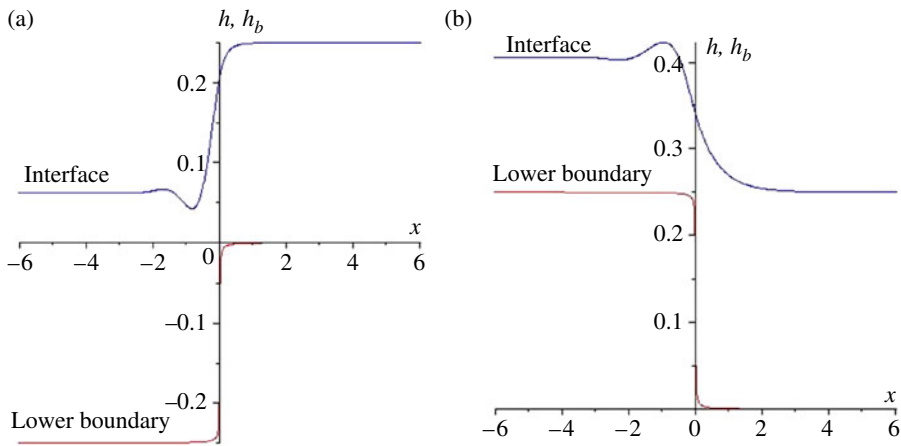 (a)
h, h_b
0.2
0.1
Interface
x
−6
−4
−2
0
2
4
6
−0.1
−0.2
Lower boundary
(b)
Interface
h, h_b
0.4
0.3
Lower boundary
0.2
0.1
x
−6
−4
−2
0
2
4
6